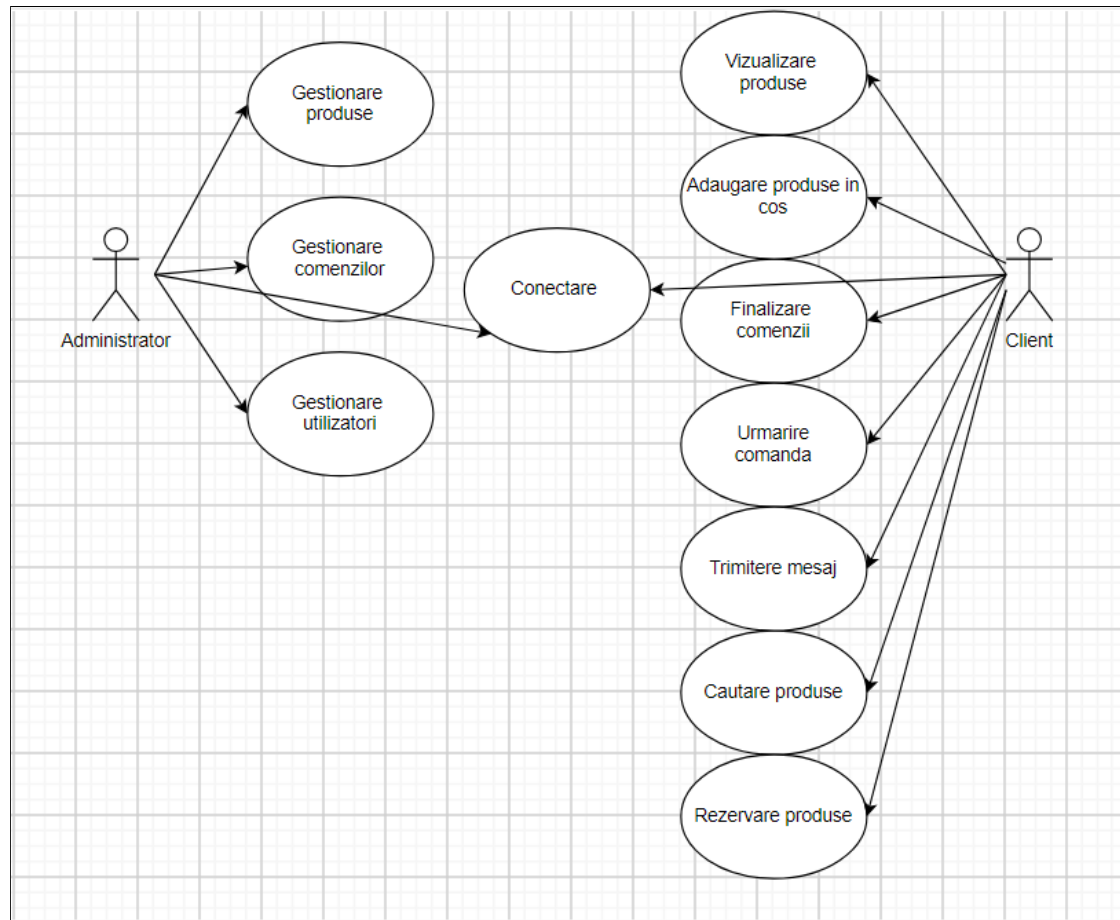 Gestionare
produse
Gestionare
comenzilor
Gestionare
utilizatori
Administrator
Conectare
Vizualizare
produse
Adaugare produse in
cos
Finalizare
comenzii
Urmarire
comanda
Trimitere mesaj
Cautare produse
Rezervare produse
Client